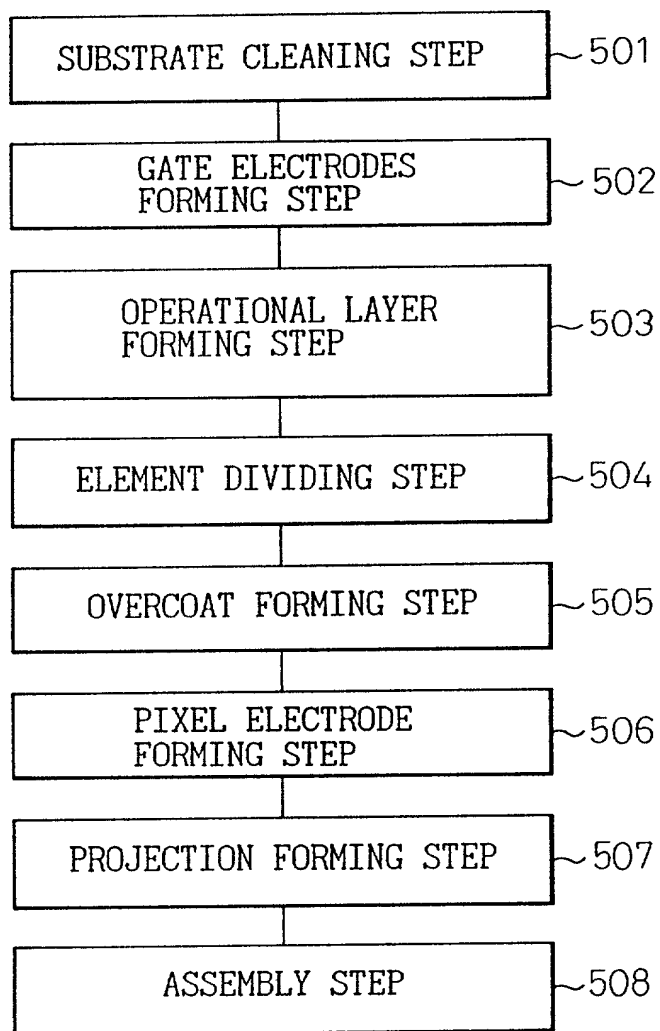 SUBSTRATE CLEANING STEP 501
GATE ELECTRODES
FORMING STEP 502
OPERATIONAL LAYER
FORMING STEP 503
ELEMENT DIVIDING STEP 504
OVERCOAT FORMING STEP 505
PIXEL ELECTRODE
FORMING STEP 506
PROJECTION FORMING STEP 507
ASSEMBLY STEP 508